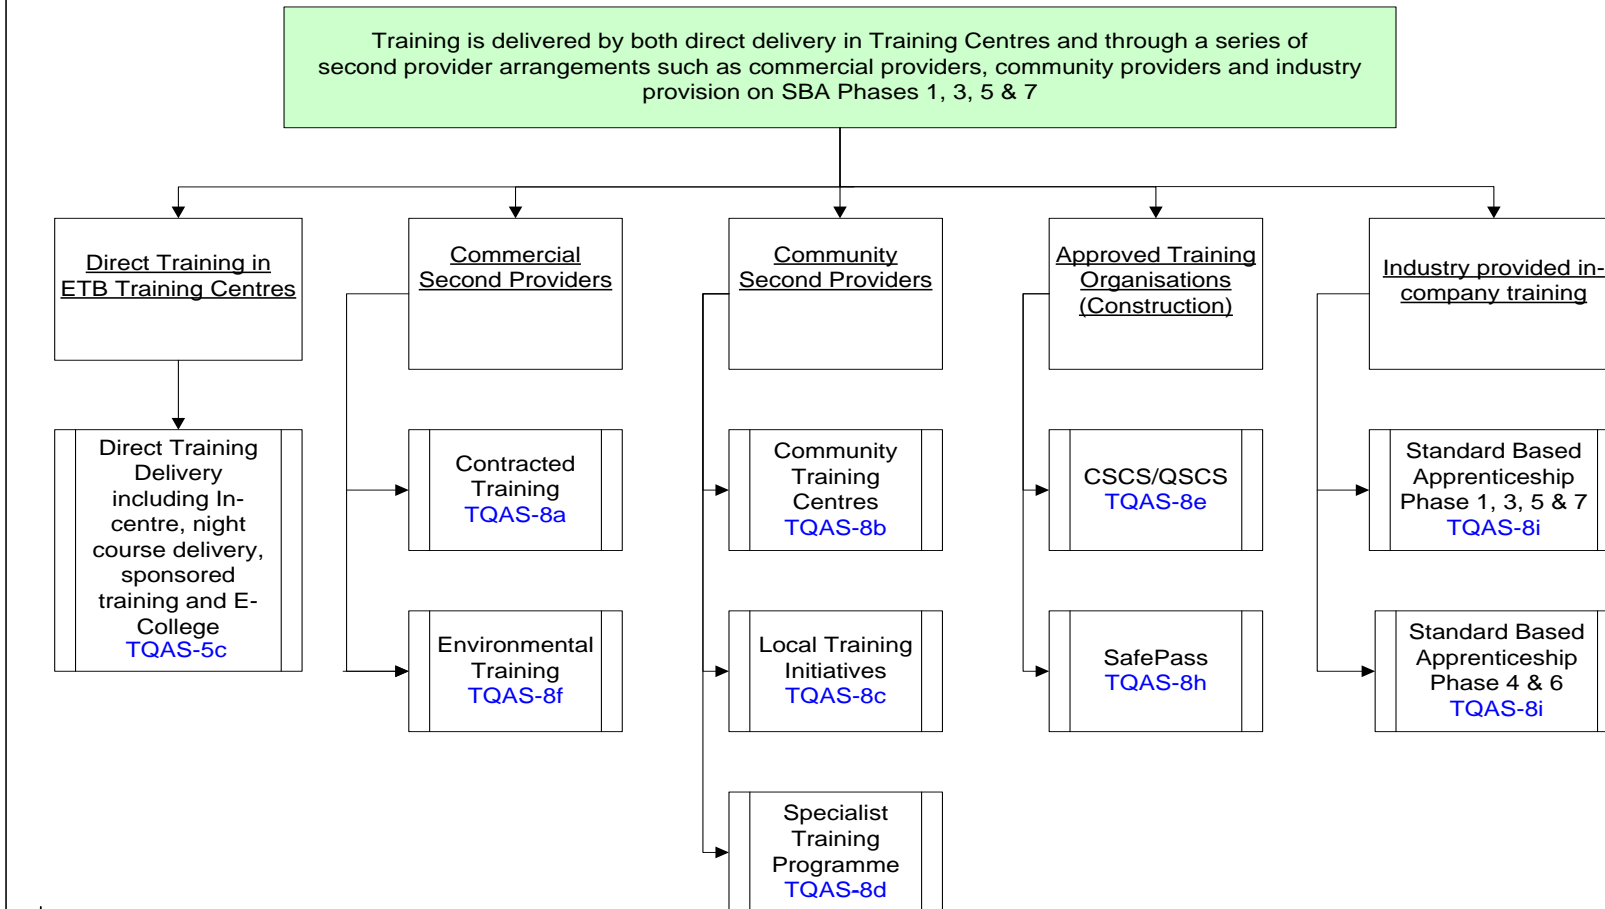 Training is delivered by both direct delivery in Training Centres and through a series of
second provider arrangements such as commercial providers, community providers and industry
provision on SBA Phases 1, 3, 5 & 7
Direct Training in
ETB Training Centres
Commercial
Second Providers
Community
Second Providers
Approved Training
Organisations
(Construction)
Industry provided in-
company training
Direct Training
Delivery
including In-
centre, night
course delivery,
sponsored
training and E-
College
TQAS-5c
Contracted
Training
TQAS-8a
Community
Training
Centres
TQAS-8b
CSCS/QSCS
TQAS-8e
Standard Based
Apprenticeship
Phase 1, 3, 5 & 7
TQAS-8i
Environmental
Training
TQAS-8f
Local Training
Initiatives
TQAS-8c
SafePass
TQAS-8h
Standard Based
Apprenticeship
Phase 4 & 6
TQAS-8i
Specialist
Training
Programme
TQAS-8d